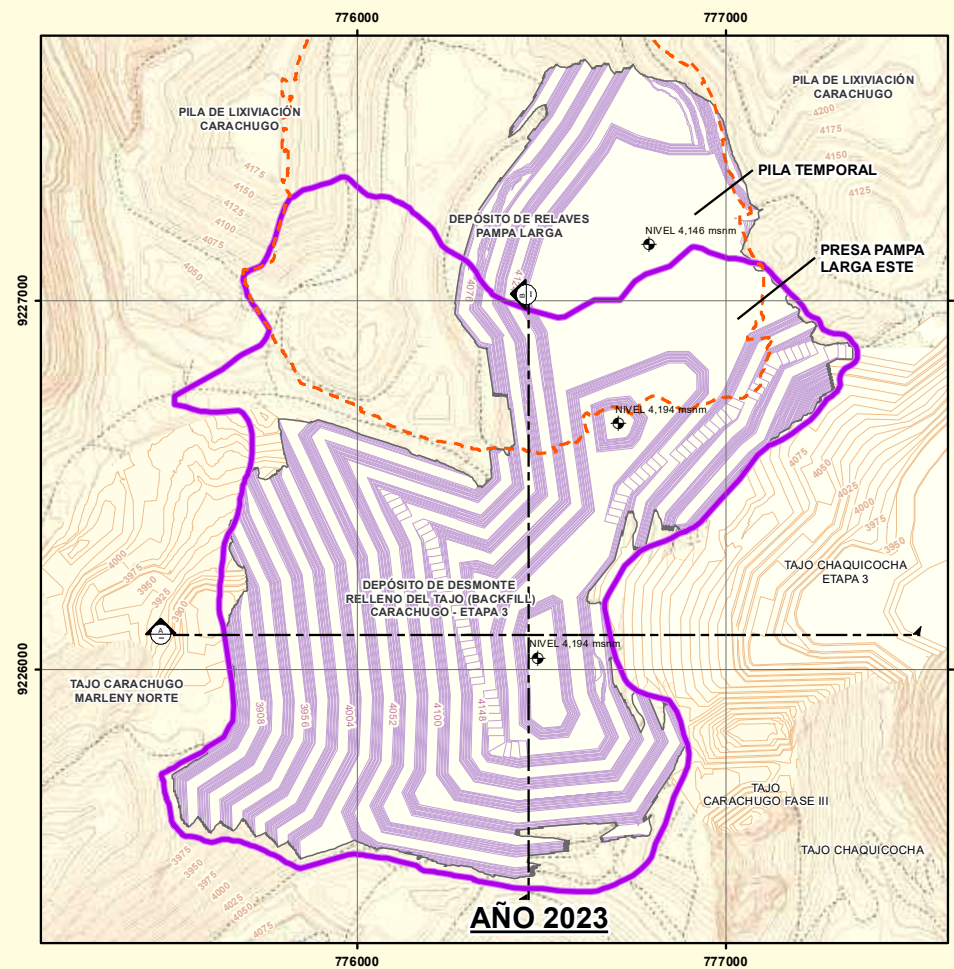 776000
777000
PILA DE LIXIVIACIÓN
CARACHUGO
PILA DE LIXIVIACIÓN
CARACHUGO
4200
4175
4150
4125
4175
4150
4125
4100
4075
4050
PILA TEMPORAL
DEPÓSITO DE RELAVES
PAMPA LARGA
NIVEL 4,146 msnm
PRESA PAMPA
LARGA ESTE
4076
B
1
9227000
9227000
NIVEL 4,194 msnm
4075
4050
4025
4000
3975
3950
4000
3975
3950
3925
3900
TAJO CHAQUICOCHA
ETAPA 3
DEPÓSITO DE DESMONTE
RELLENO DEL TAJO (BACKFILL)
CARACHUGO - ETAPA 3
A
1
NIVEL 4,194 msnm
9226000
9226000
TAJO CARACHUGO
MARLENY NORTE
3908
3956
4004
4052
4100
4148
TAJO
CARACHUGO FASE III
TAJO CHAQUICOCHA
3975
3950
3975
4000
4025
4050
4075
AÑO 2023
776000
777000